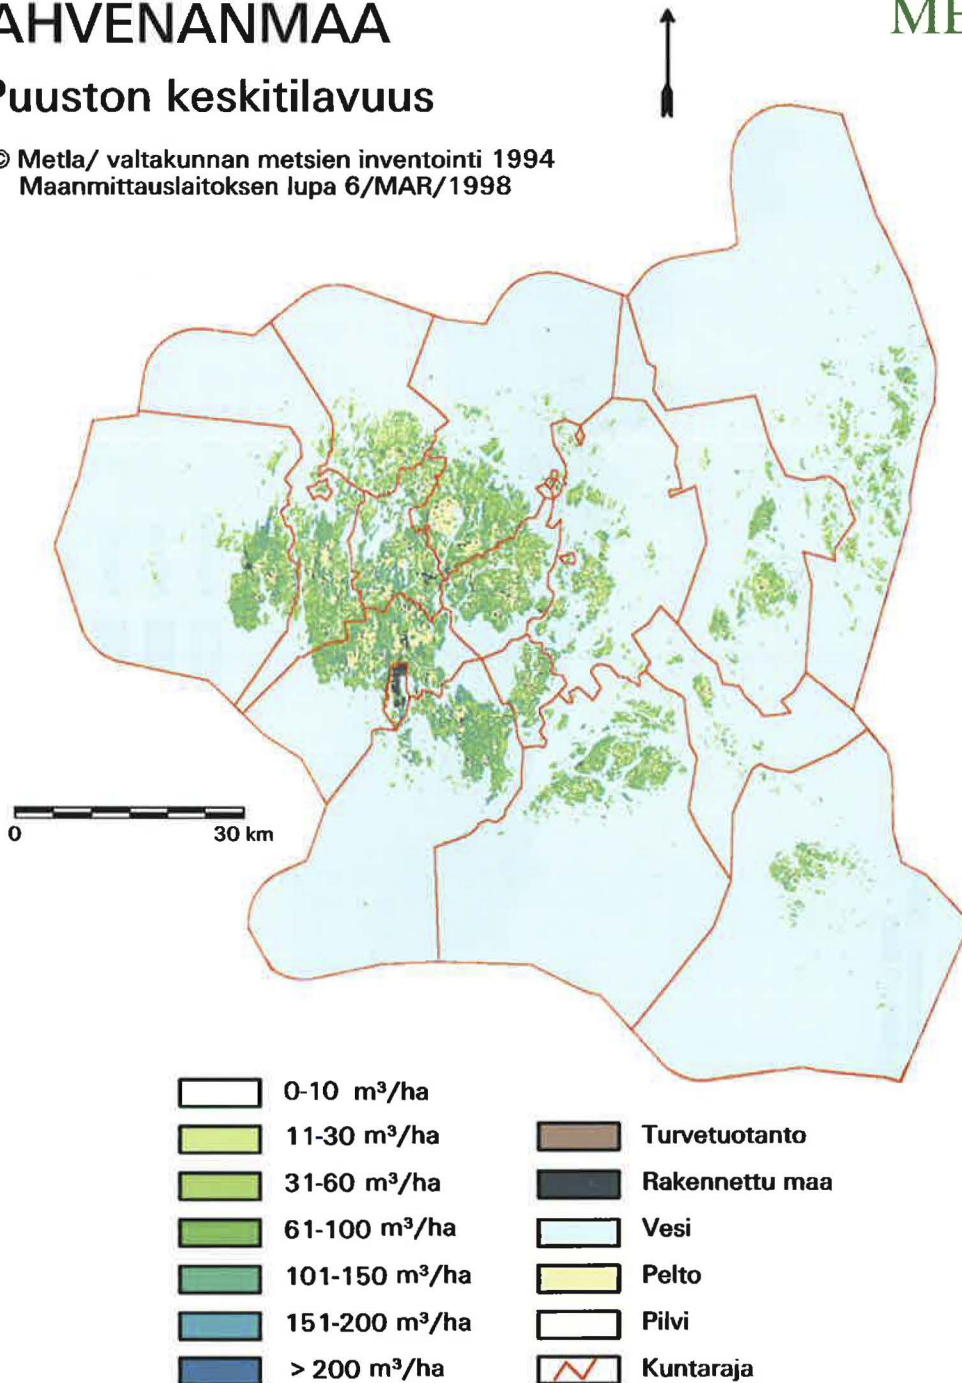 AHVENANMAA
ME
Puuston keskitilavuus
© Metla/ valtakunnan metsien inventointi 1994
Maanmittauslaitoksen lupa 6/MAR/1998
0 30 km
0-10 m³/ha
11-30 m³/ha
31-60 m³/ha
61-100 m³/ha
101-150 m³/ha
151-200 m³/ha
> 200 m³/ha
Turvetuotanto
Rakennettu maa
Vesi
Pelto
Pilvi
Kuntaraja